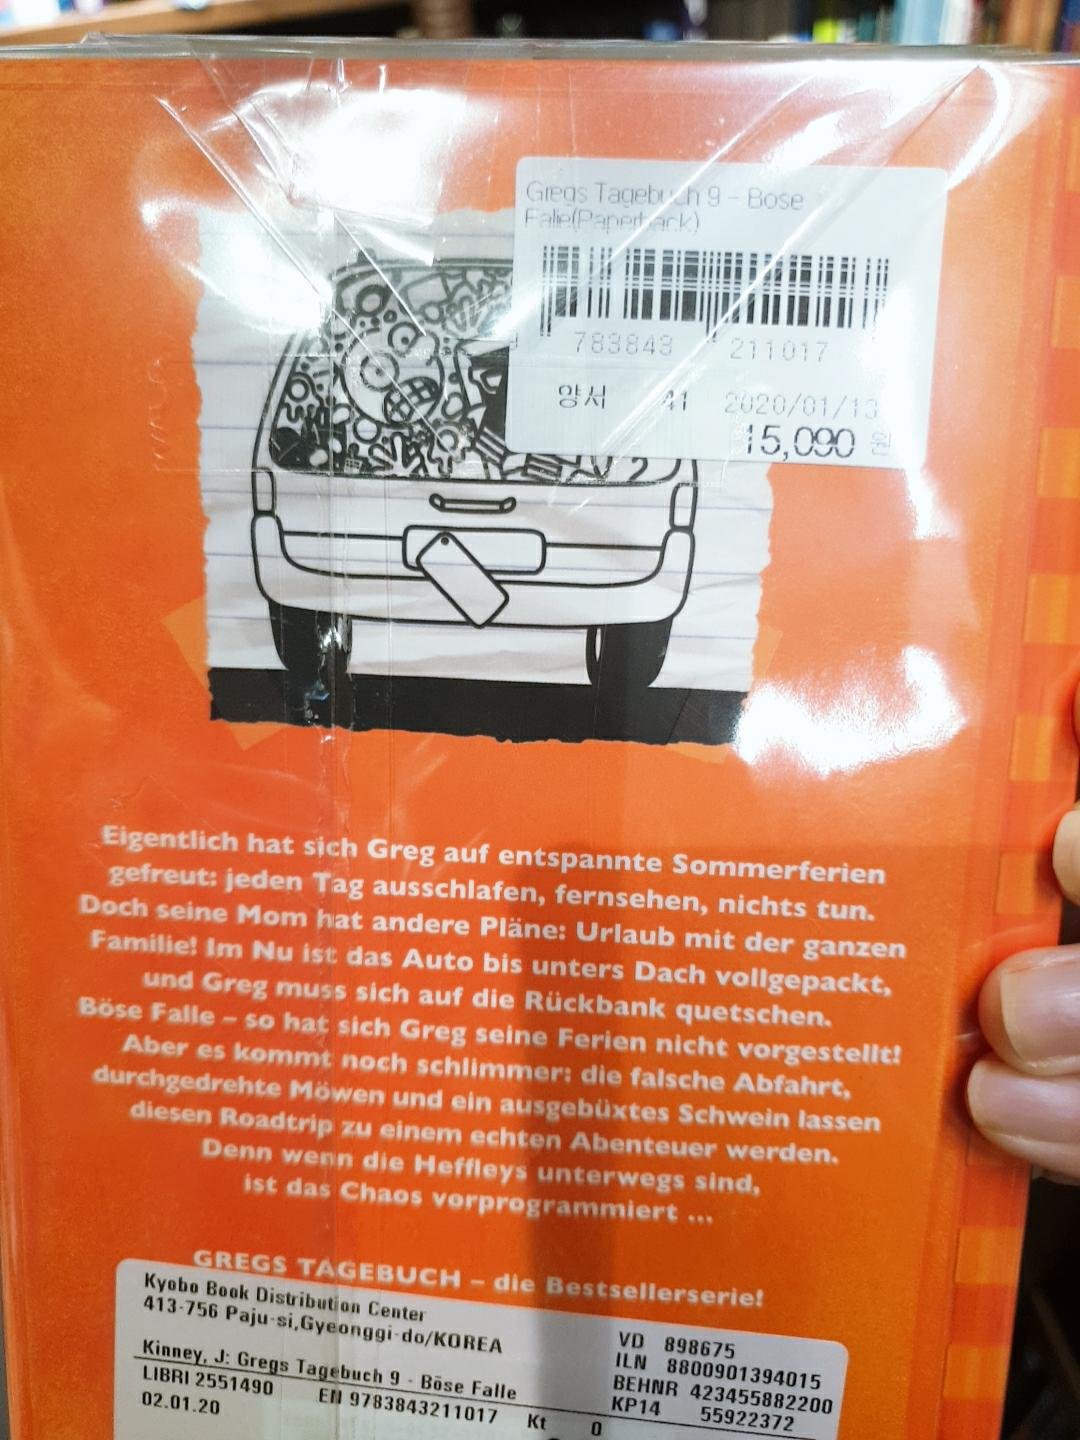 Gregs Tagebuch 9 - Bose
Falle(Paperback)
783843 211017
양서 41 2020/01/13
15,090 원
Eigentlich hat sich Greg auf entspannte Sommerferien
gefreut: jeden Tag ausschlafen, fernsehen, nichts tun.
Doch seine Mom hat andere Pläne: Urlaub mit der ganzen
Familie! Im Nu ist das Auto bis unters Dach vollgepackt,
und Greg muss sich auf die Rückbank quetschen.
Böse Falle – so hat sich Greg seine Ferien nicht vorgestellt!
Aber es kommt noch schlimmer: die falsche Abfahrt,
durchgedrehte Möwen und ein ausgebüxtes Schwein lassen
diesen Roadtrip zu einem echten Abenteuer werden.
Denn wenn die Heffleys unterwegs sind,
ist das Chaos vorprogrammiert ...
GREGS TAGEBUCH – die Bestsellerserie!
Kyobo Book Distribution Center
413-756 Paju-si,Gyeonggi-do/KOREA
Kinney, J: Gregs Tagebuch 9 - Böse Falle
LIBRI 2551490 EN 9783843211017 Kt 0
02.01.20
VD 898675
ILN 8800901394015
BEHNR 423455882200
KP14 55922372